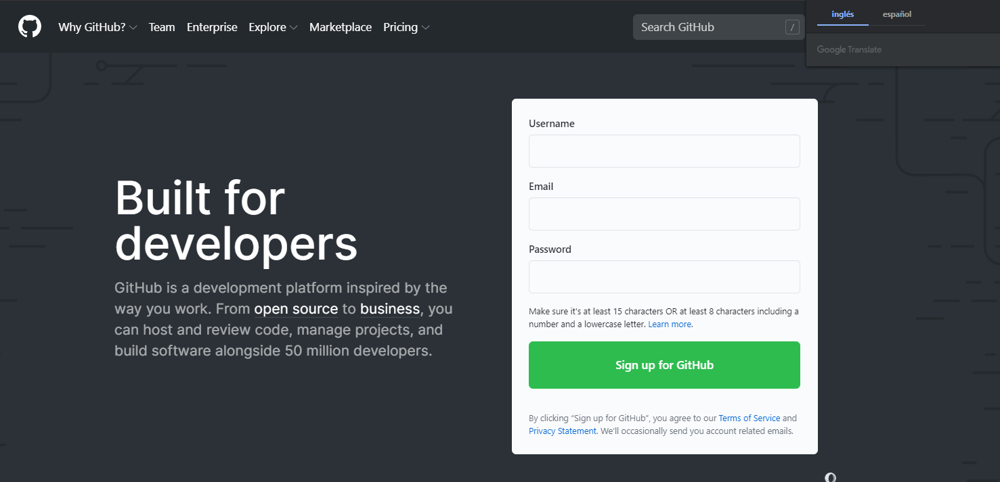 Why GitHub? Team Enterprise Explore Marketplace Pricing
Search GitHub /
inglés español
Google Translate
Built for
developers
GitHub is a development platform inspired by the
way you work. From open source to business, you
can host and review code, manage projects, and
build software alongside 50 million developers.
Username
Email
Password
Make sure it's at least 15 characters OR at least 8 characters including a
number and a lowercase letter. Learn more.
Sign up for GitHub
By clicking “Sign up for GitHub”, you agree to our Terms of Service and
Privacy Statement. We’ll occasionally send you account related emails.